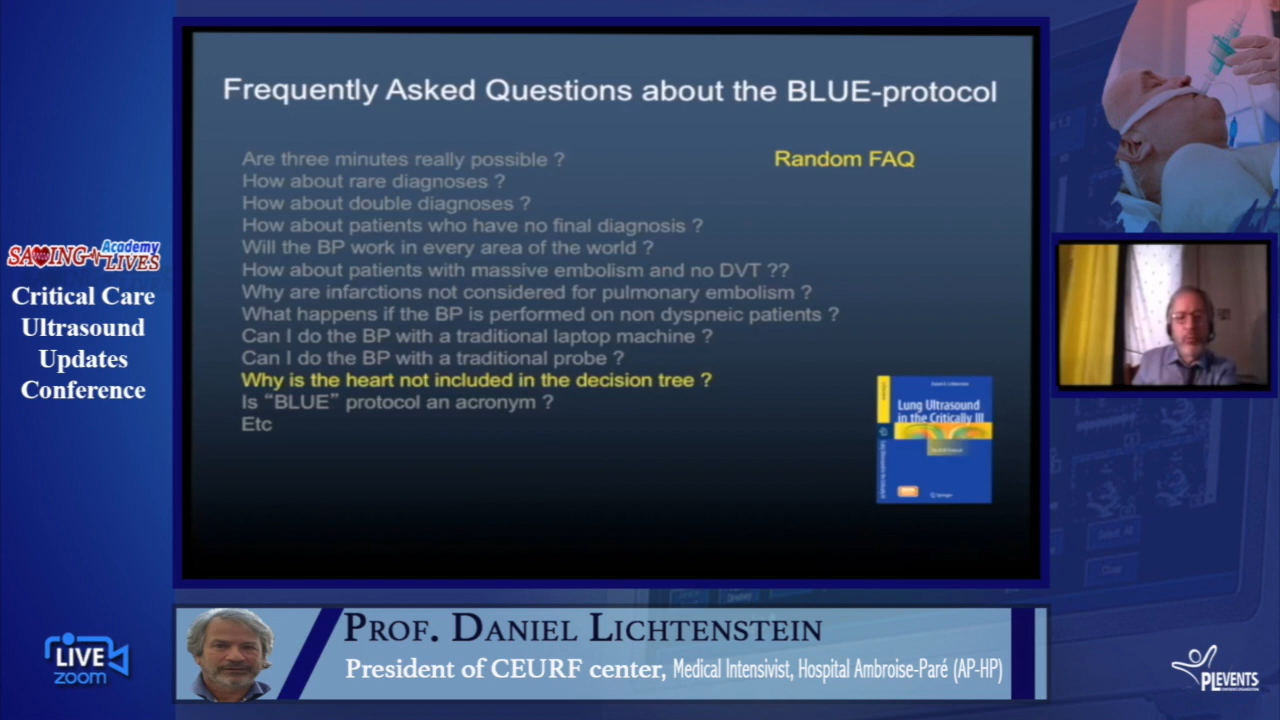 Frequently Asked Questions about the BLUE-protocol
Are three minutes really possible ?
Random FAQ
How about rare diagnoses ?
How about double diagnoses ?
How about patients who have no final diagnosis ?
Will the BP work in every area of the world ?
How about patients with massive embolism and no DVT ??
Why are infarctions not considered for pulmonary embolism ?
What happens if the BP is performed on non dyspneic patients ?
Can I do the BP with a traditional laptop machine ?
Can I do the BP with a traditional probe ?
Why is the heart not included in the decision tree ?
Is “BLUE” protocol an acronym ?
Etc
Lung Ultrasound
in the Critically Ill
Springer
SAVING LIVES
Academy
Critical Care
Ultrasound
Updates
Conference
LIVE
zoom
PROF. DANIEL LICHTENSTEIN
President of CEURF center, Medical Intensivist, Hospital Ambroise-Paré (AP-HP)
PLEVENTS
Select All
Close